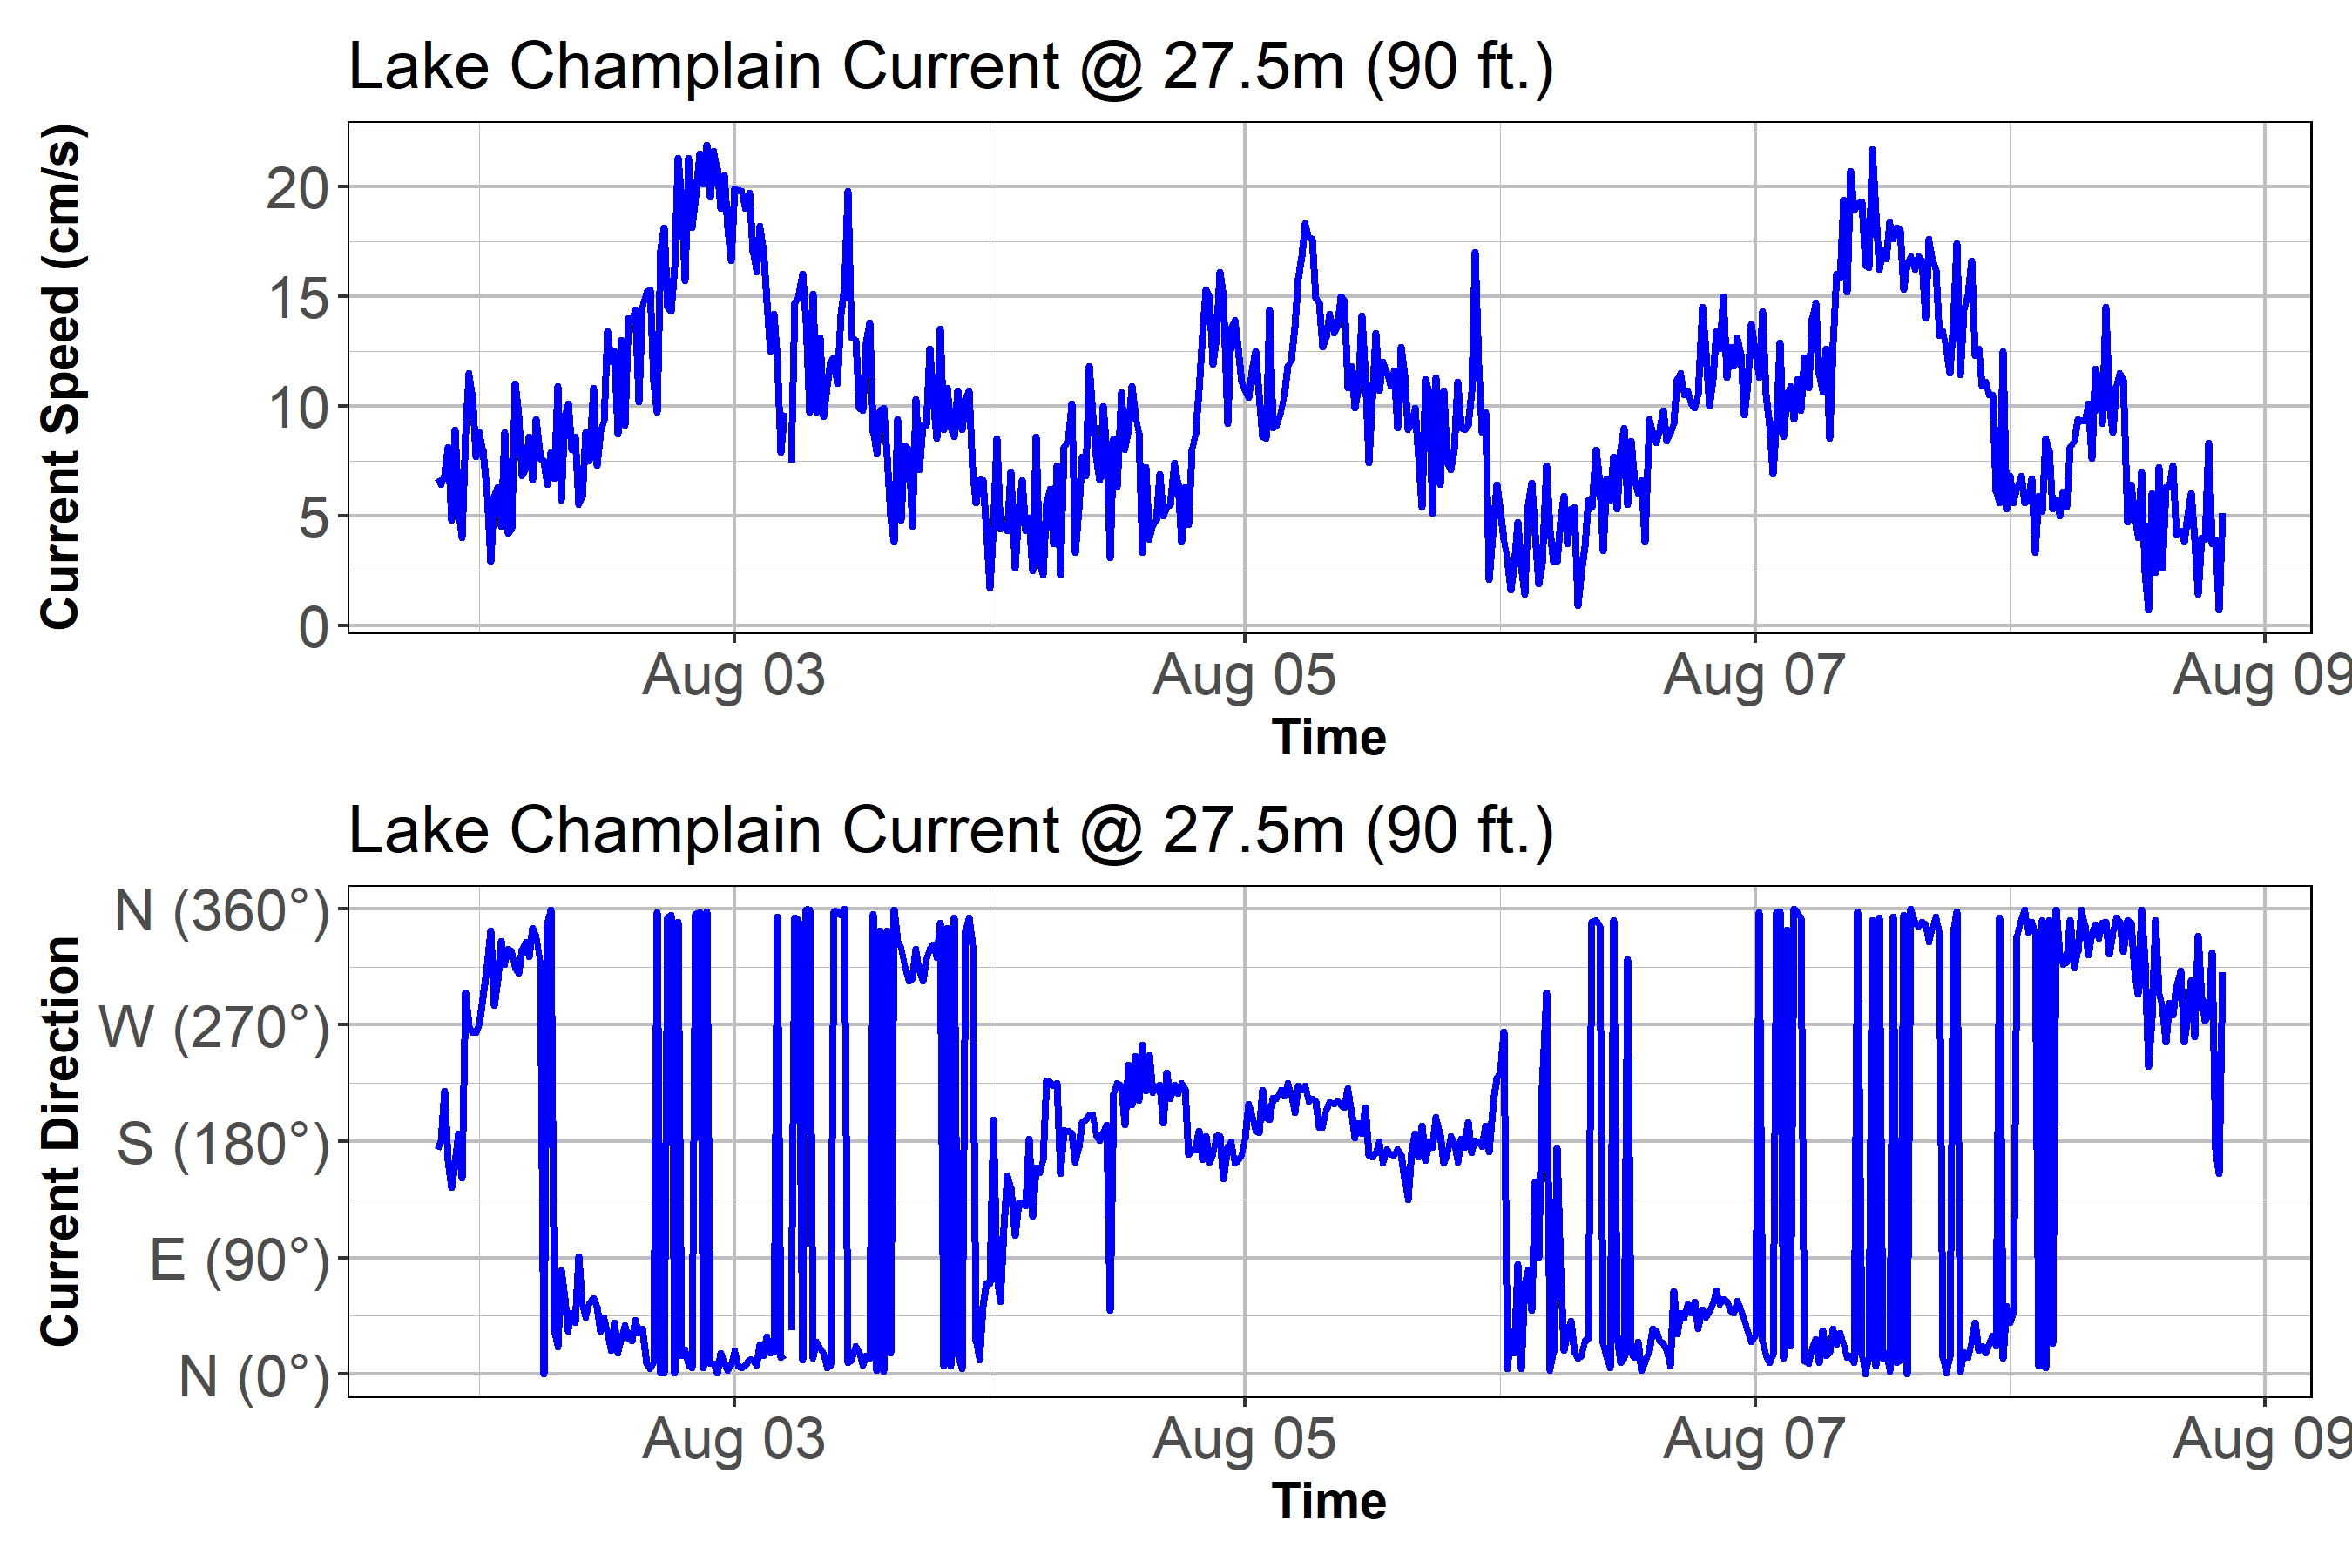 Lake Champlain Current @ 27.5m (90 ft.)
Current Speed (cm/s)
20
15
10
5
0
Aug 03 Aug 05 Aug 07 Aug 09
Time
Lake Champlain Current @ 27.5m (90 ft.)
Current Direction
N (360°)
W (270°)
S (180°)
E (90°)
N (0°)
Aug 03 Aug 05 Aug 07 Aug 09
Time